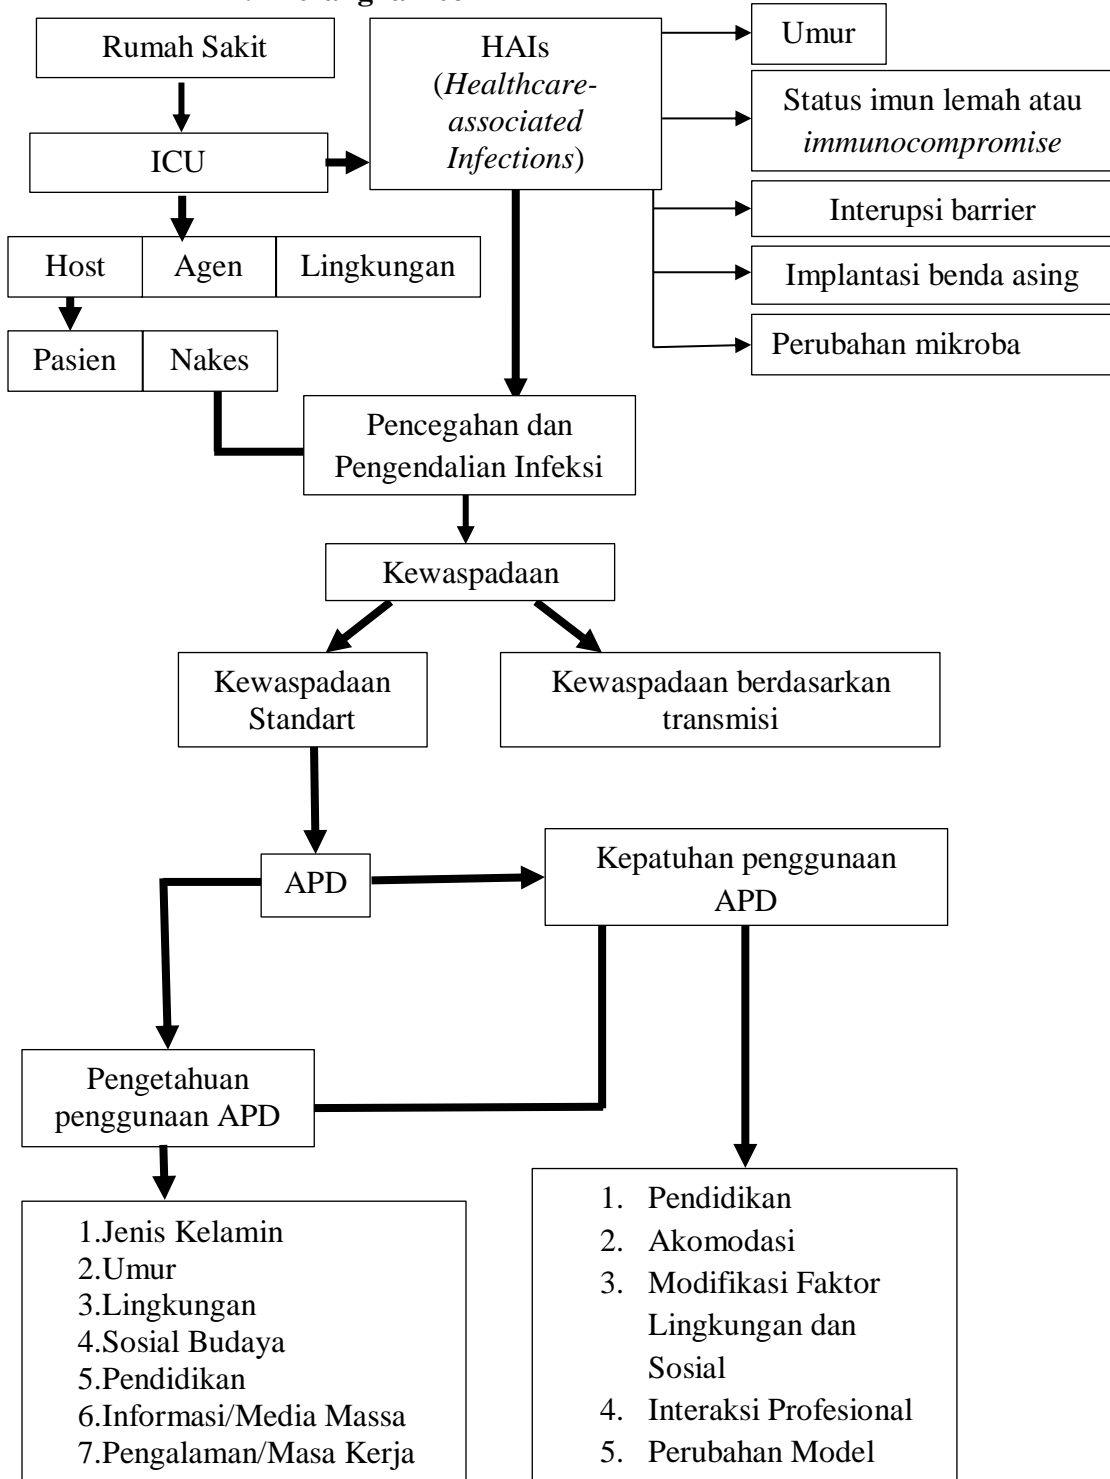 Rumah Sakit
HAIs
(Healthcare-
associated
Infections)
Umur
Status imun lemah atau
immunocompromise
ICU
Interupsi barrier
Host
Agen
Lingkungan
Implantasi benda asing
Pasien
Nakes
Perubahan mikroba
Pencegahan dan
Pengendalian Infeksi
Kewaspadaan
Kewaspadaan
Standart
Kewaspadaan berdasarkan
transmisi
APD
Kepatuhan penggunaan
APD
Pengetahuan
penggunaan APD
1.Jenis Kelamin
2.Umur
3.Lingkungan
4.Sosial Budaya
5.Pendidikan
6.Informasi/Media Massa
7.Pengalaman/Masa Kerja
1. Pendidikan
2. Akomodasi
3. Modifikasi Faktor
Lingkungan dan
Sosial
4. Interaksi Profesional
5. Perubahan Model